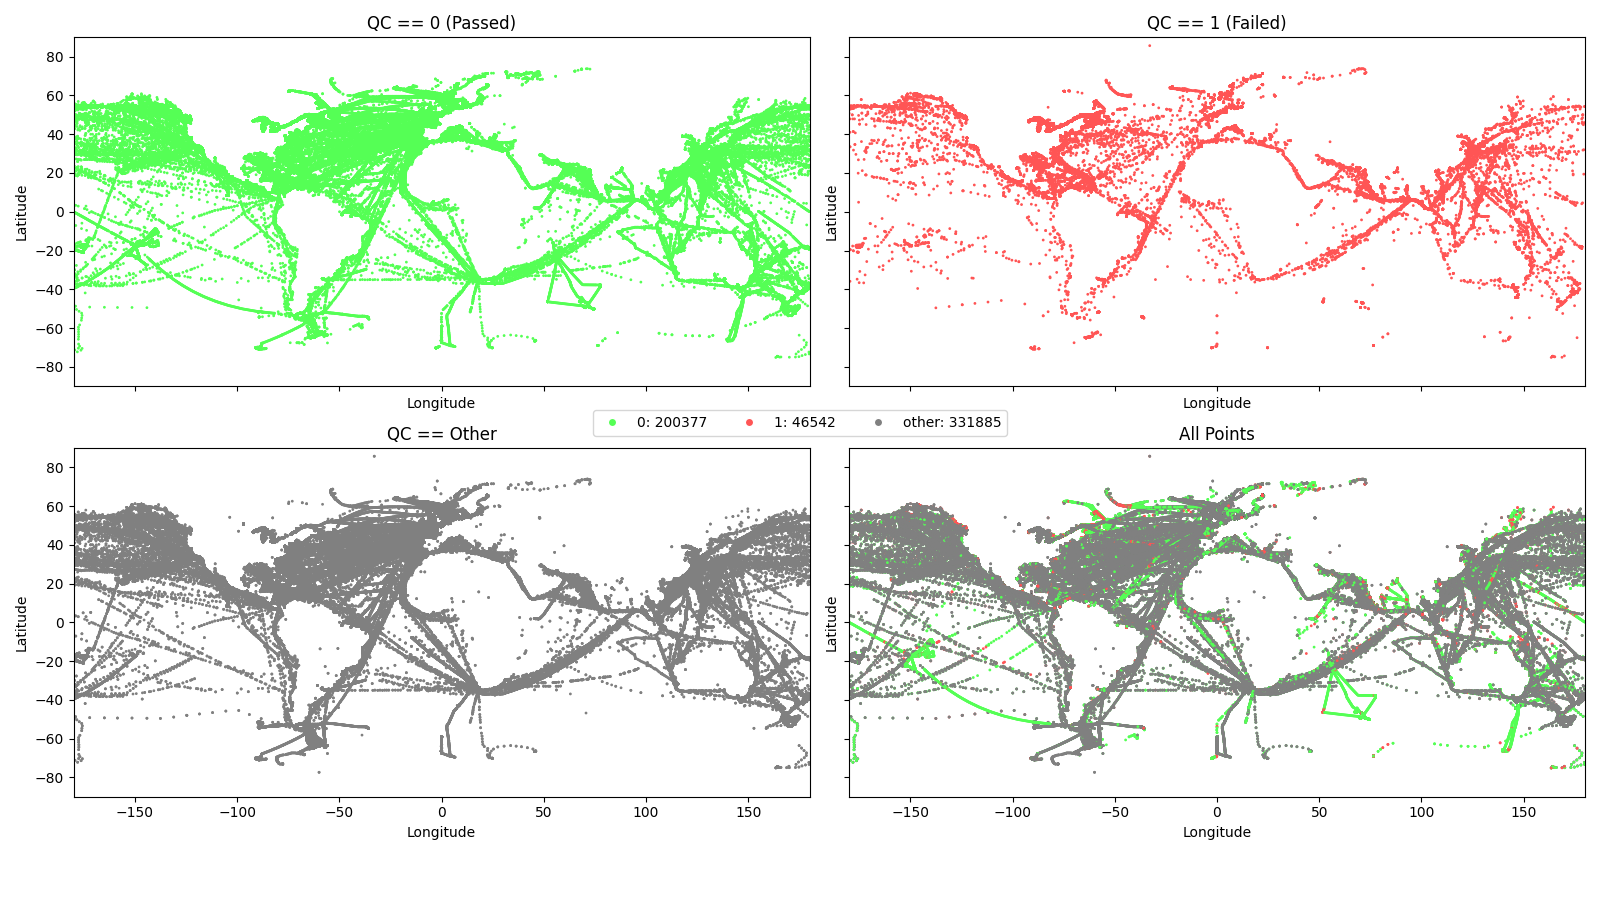 QC == 0 (Passed)
QC == 1 (Failed)
80
60
40
20
0
−20
−40
−60
−80
Latitude
Latitude
Longitude
Longitude
0: 200377 1: 46542 other: 331885
QC == Other
All Points
80
60
40
20
0
−20
−40
−60
−80
Latitude
Latitude
−150 −100 −50 0 50 100 150
−150 −100 −50 0 50 100 150
Longitude
Longitude